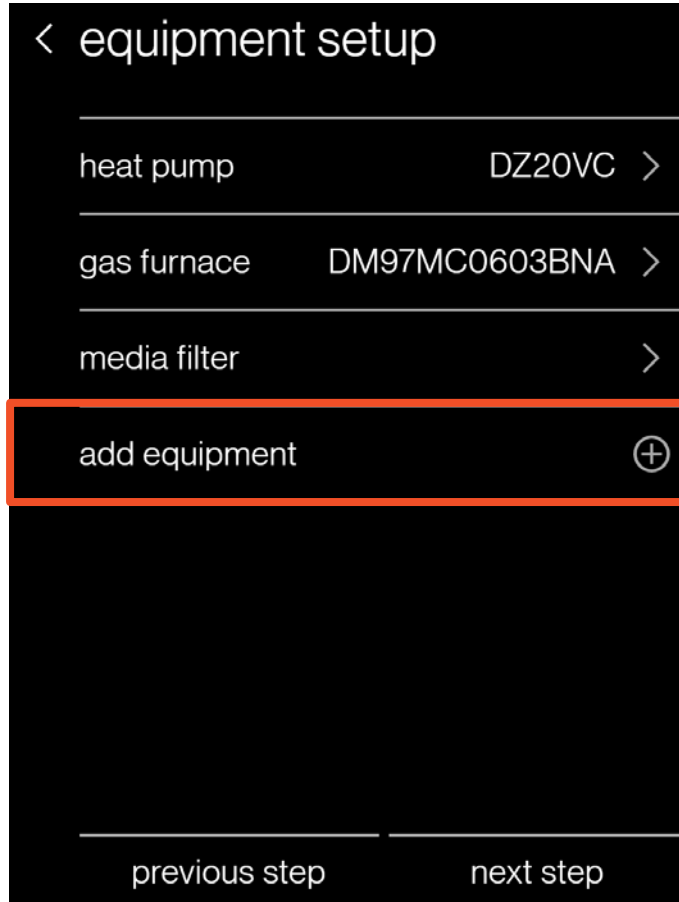 equipment setup
heat pump DZ20VC
gas furnace DM97MC0603BNA
media filter
add equipment
previous step next step